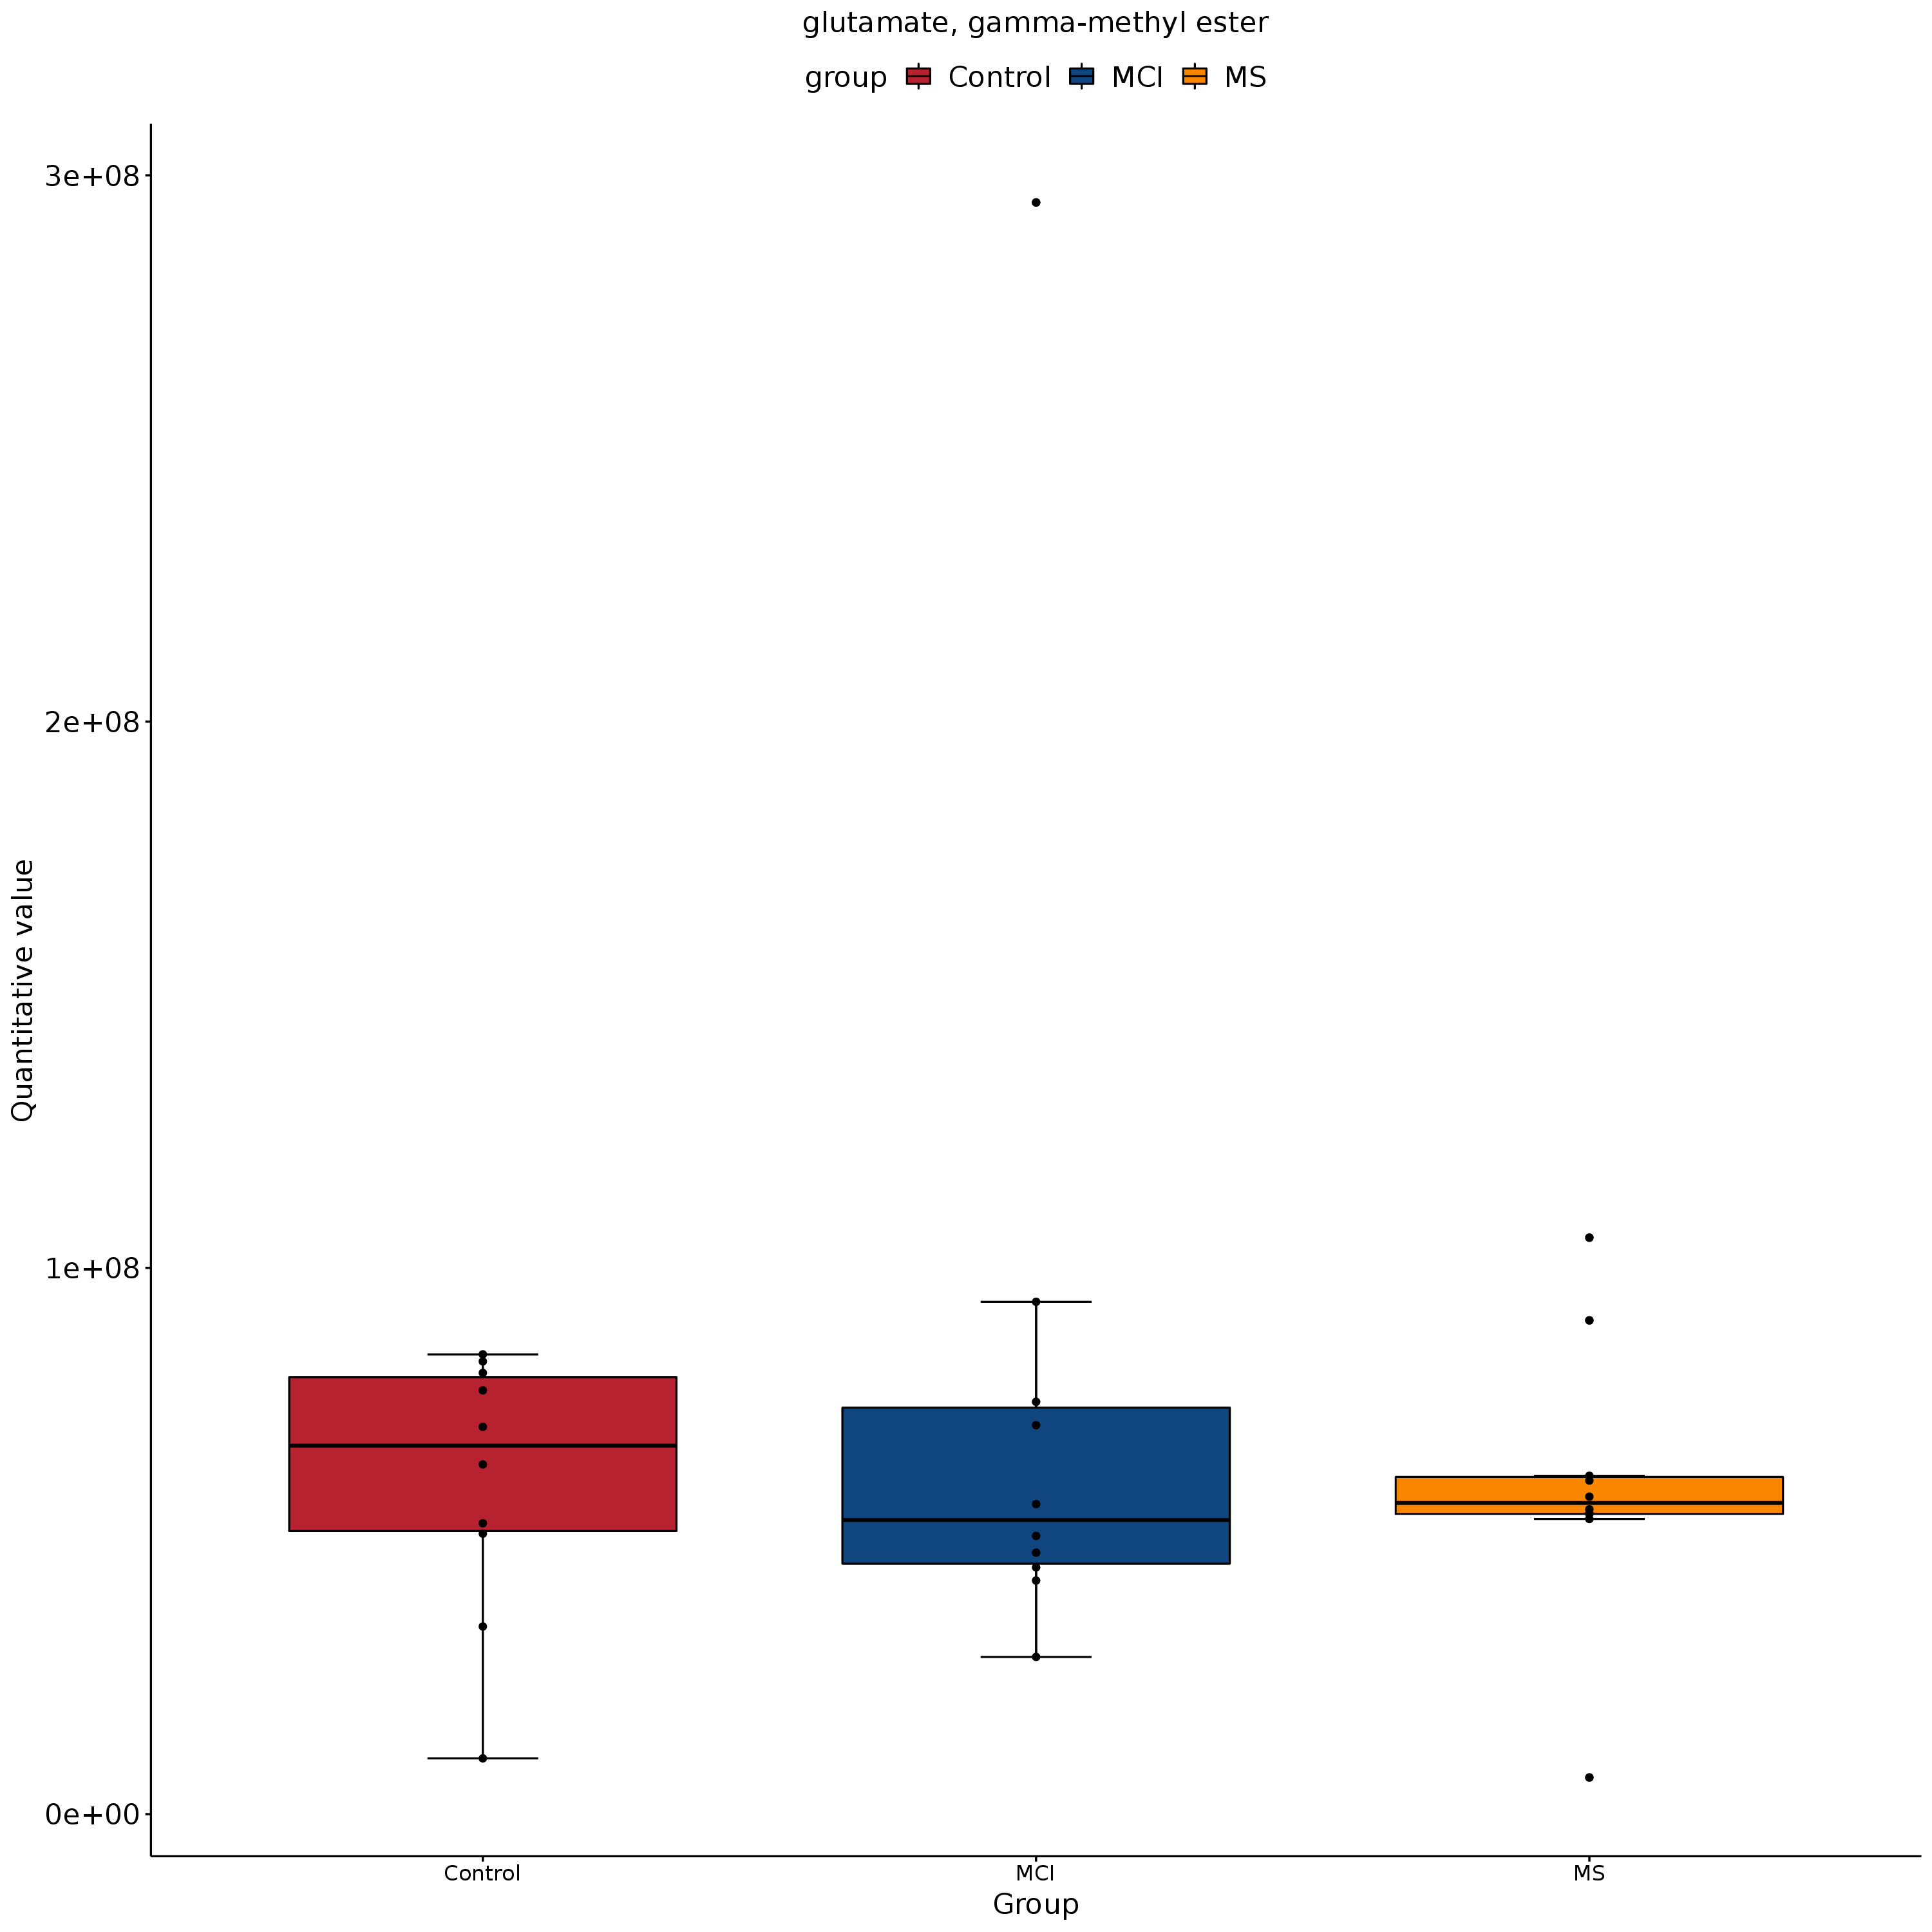 glutamate, gamma-methyl ester
group Control MCI MS
3e+08
2e+08
1e+08
0e+00
Quantitative value
Control MCI MS
Group